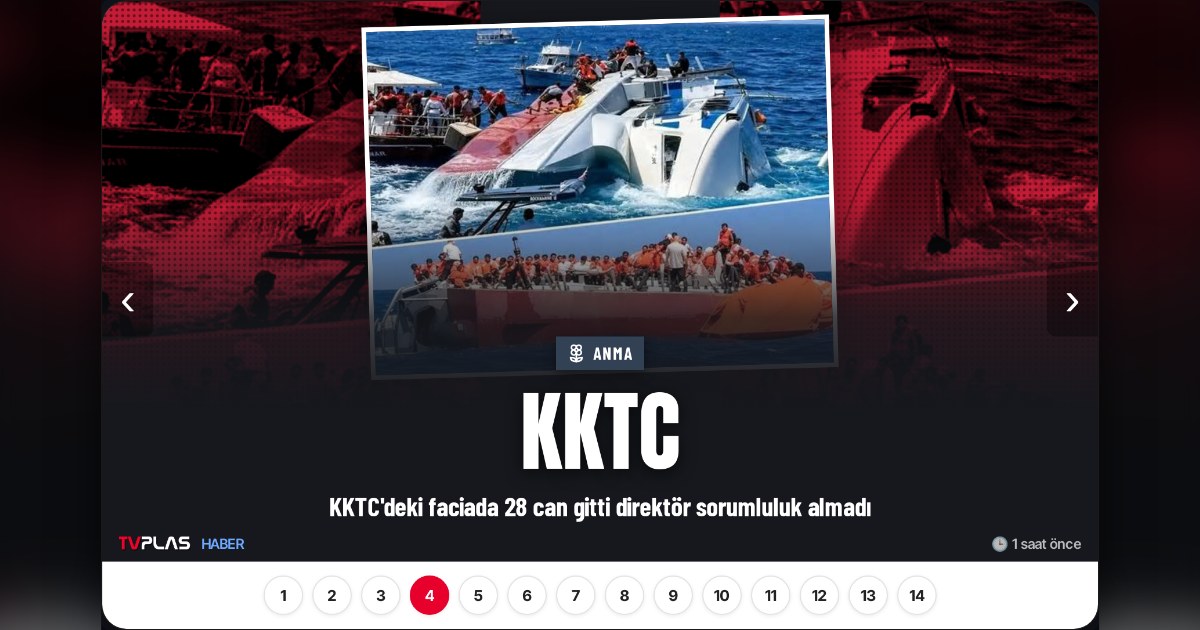 ANMA
KKTC
KKTC'deki faciada 28 can gitti direktör sorumluluk almadı
TVPLAS HABER
1 saat önce
1 2 3 4 5 6 7 8 9 10 11 12 13 14